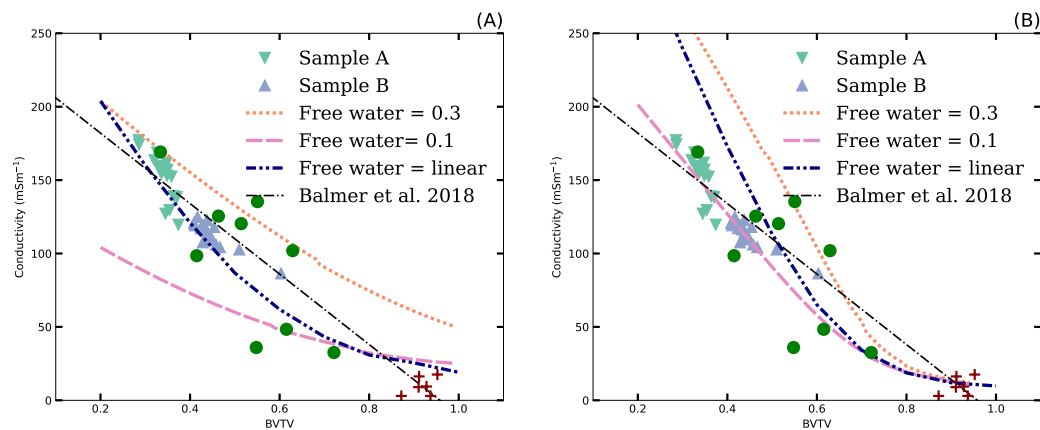 (A)
250
200
150
100
50
0
Conductivity (mSm⁻¹)
0.2
0.4
0.6
0.8
1.0
BVTV
Sample A
Sample B
Free water = 0.3
Free water= 0.1
Free water = linear
Balmer et al. 2018
(B)
250
200
150
100
50
0
Conductivity (mSm⁻¹)
0.2
0.4
0.6
0.8
1.0
BVTV
Sample A
Sample B
Free water = 0.3
Free water = 0.1
Free water = linear
Balmer et al. 2018